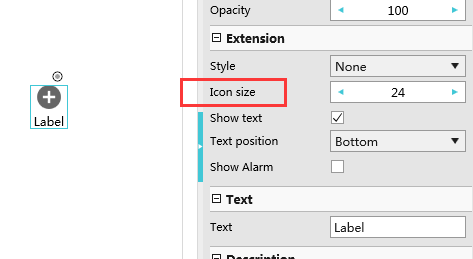 Opacity 100
Extension
Style None
Icon size 24
Show text
Label
Text position Bottom
Show Alarm
Text
Text Label